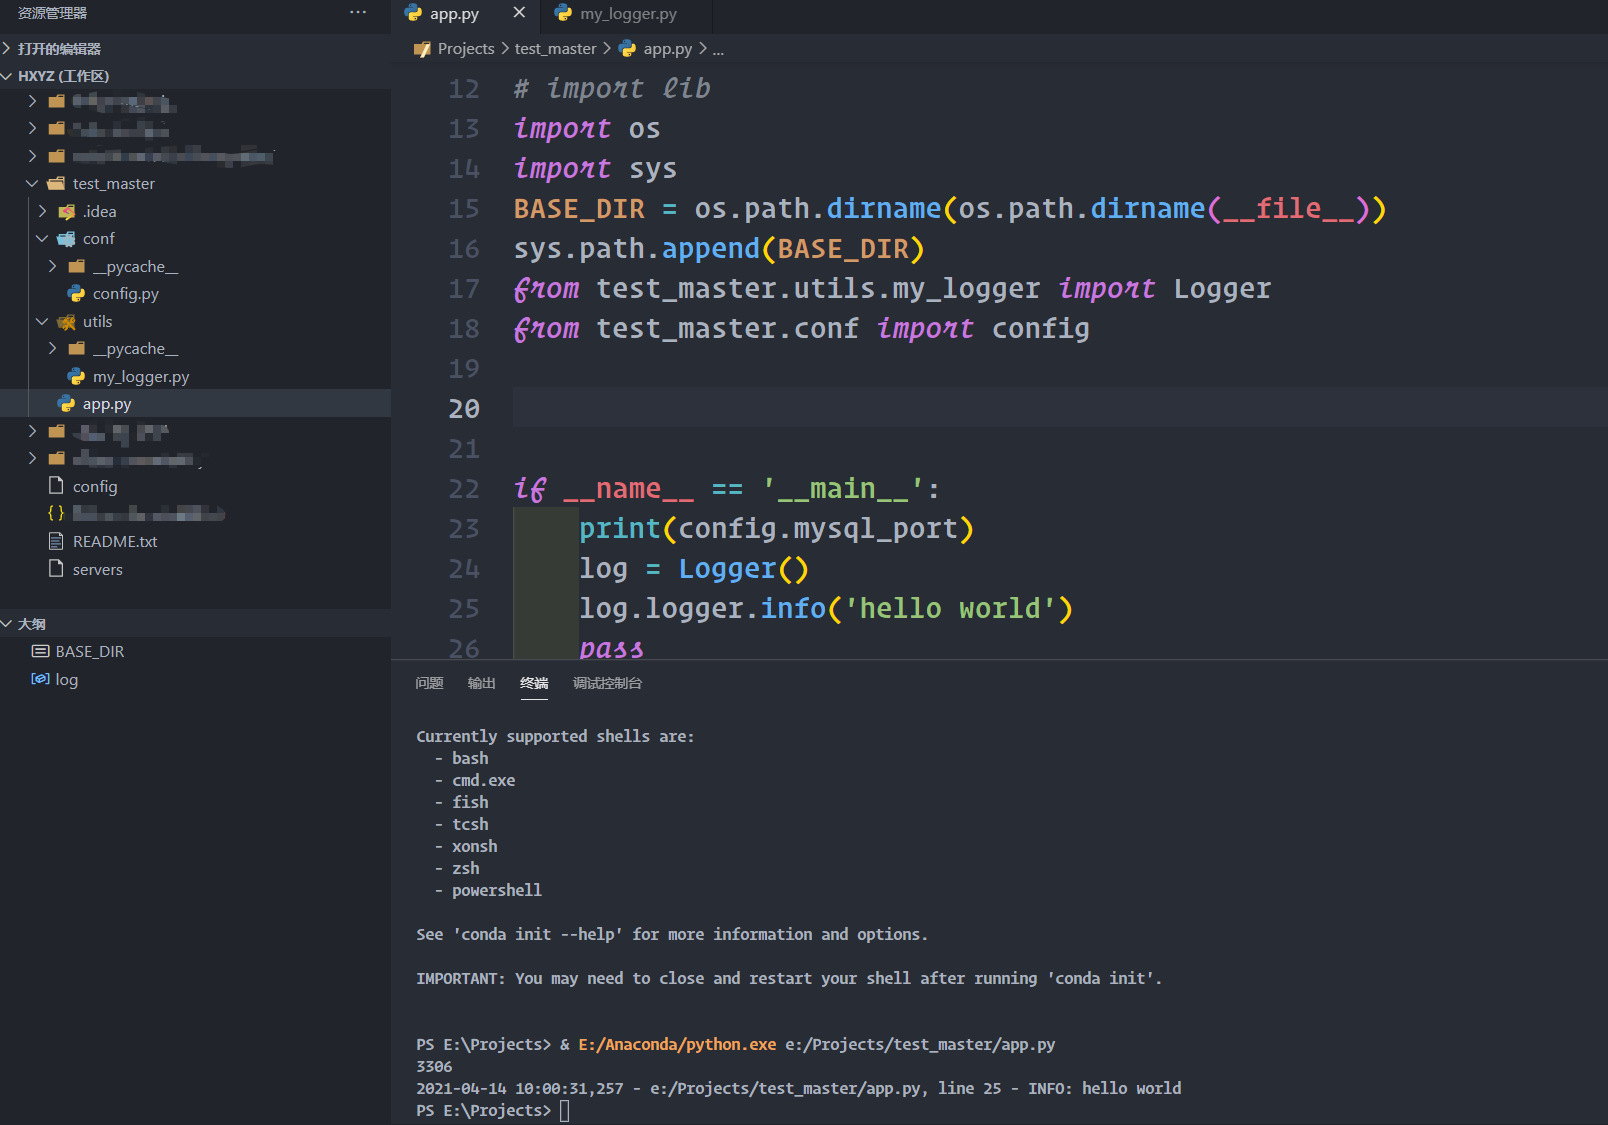 资源管理器
打开的编辑器
HXYZ (工作区)
test_master
.idea
conf
__pycache__
config.py
utils
__pycache__
my_logger.py
app.py
config
README.txt
servers
大纲
BASE_DIR
log
app.py
my_logger.py
Projects > test_master > app.py > ...
12 # import lib
13 import os
14 import sys
15 BASE_DIR = os.path.dirname(os.path.dirname(__file__))
16 sys.path.append(BASE_DIR)
17 from test_master.utils.my_logger import Logger
18 from test_master.conf import config
19
20
21
22 if __name__ == '__main__':
23 print(config.mysql_port)
24 log = Logger()
25 log.logger.info('hello world')
26 pass
问题 输出 终端 调试控制台
Currently supported shells are:
- bash
- cmd.exe
- fish
- tcsh
- xonsh
- zsh
- powershell
See 'conda init --help' for more information and options.
IMPORTANT: You may need to close and restart your shell after running 'conda init'.
PS E:\Projects> & E:/Anaconda/python.exe e:/Projects/test_master/app.py
3306
2021-04-14 10:00:31,257 - e:/Projects/test_master/app.py, line 25 - INFO: hello world
PS E:\Projects>